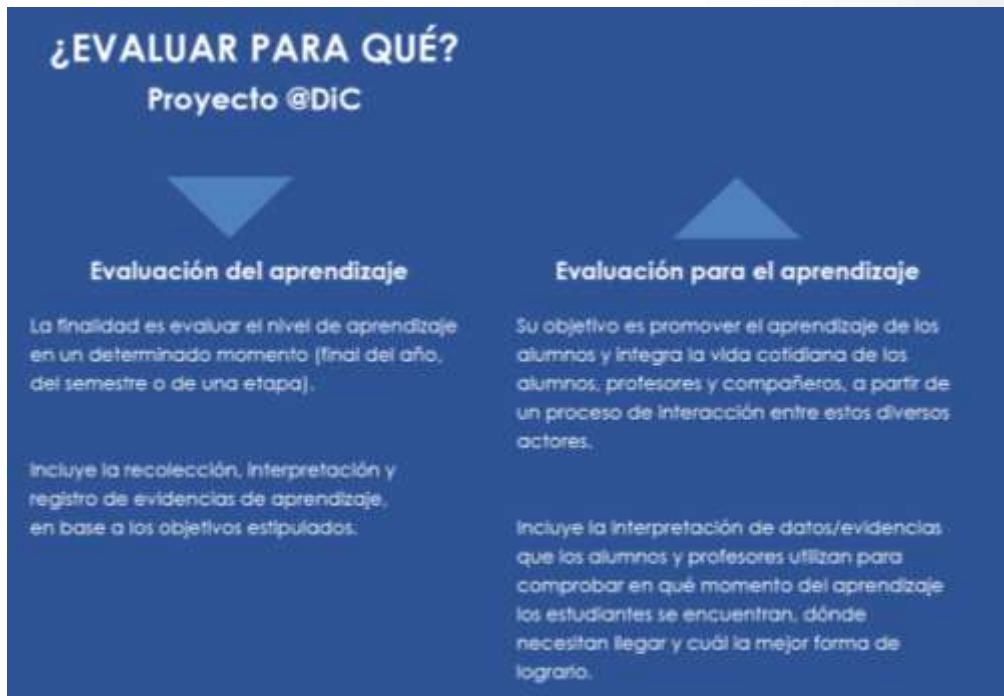 ¿EVALUAR PARA QUÉ?
Proyecto @DiC
Evaluación del aprendizaje
La finalidad es evaluar el nivel de aprendizaje
en un determinado momento (final del año,
del semestre o de una etapa).
Incluye la recolección, interpretación y
registro de evidencias de aprendizaje,
en base a los objetivos estipulados.
Evaluación para el aprendizaje
Su objetivo es promover el aprendizaje de los
alumnos y integra la vida cotidiana de los
alumnos, profesores y compañeros, a partir de
un proceso de interacción entre estos diversos
actores.
Incluye la interpretación de datos/evidencias
que los alumnos y profesores utilizan para
comprobar en qué momento del aprendizaje
los estudiantes se encuentran, dónde
necesitan llegar y cuál la mejor forma de
lograrlo.